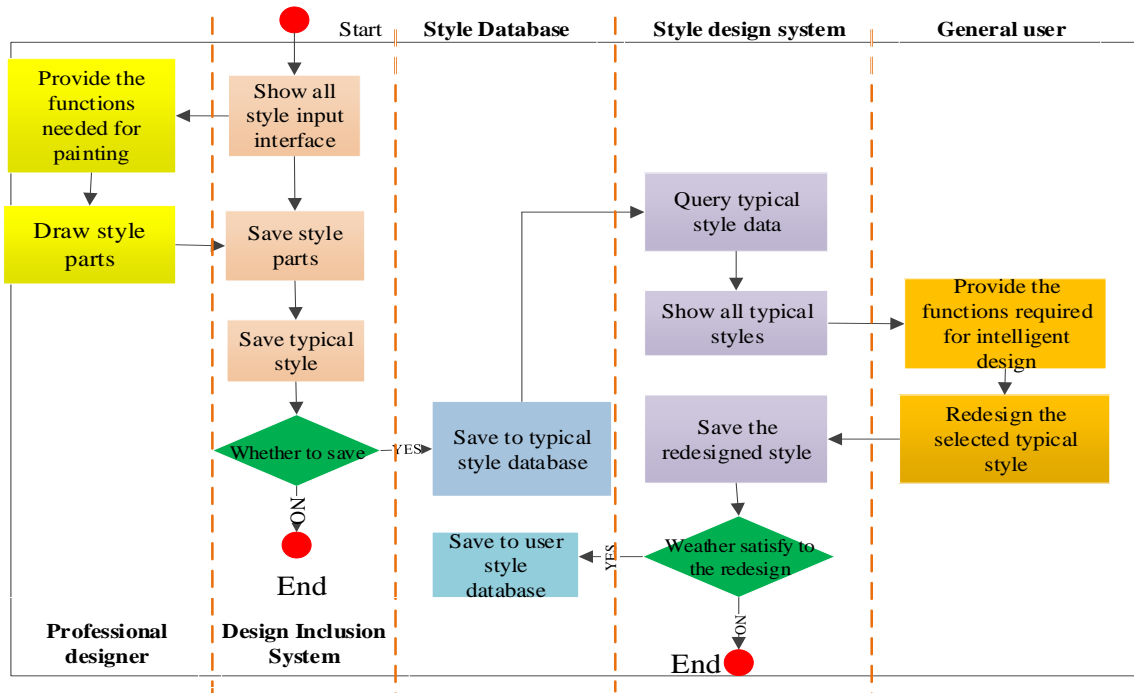 Start
Style Database
Style design system
General user
Provide the
functions
needed for
painting
Show all
style input
interface
Draw style
parts
Save style
parts
Save typical
style
Whether to save
YES
ON
End
Save to typical
style database
Save to user
style
database
Query typical
style data
Show all typical
styles
Provide the
functions required
for intelligent
design
Redesign the
selected typical
style
Save the
redesigned style
Weather satisfy to
the redesign
YES
ON
End
Professional
designer
Design Inclusion
System